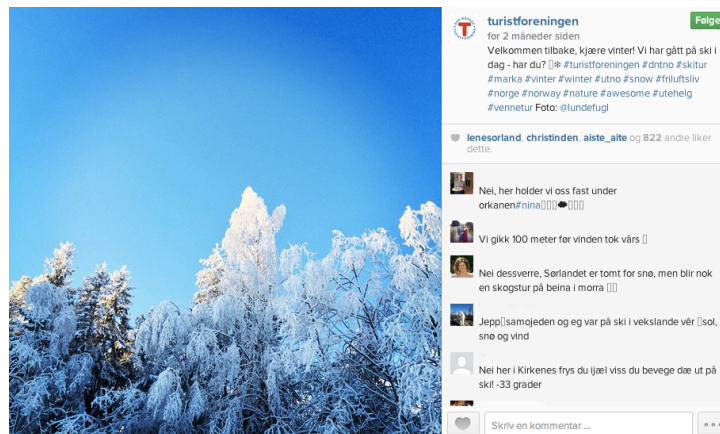 turistforeningen
Følge
for 2 måneder siden
Velkommen tilbake, kjære vinter! Vi har gått på ski i
dag - har du? ❄ #turistforeningen #dntno #skitur
#marka #vinter #winter #utno #snow #friluftsliv
#norge #norway #nature #awesome #utehelg
#vennetur Foto: @lundefugl
lenesorland, christinden, aiste_aite og 822 andre liker
dette.
Nei, her holder vi oss fast under
orkanen#nina
Vi gikk 100 meter før vinden tok vårs
Nei dessverre, Sørlandet er tomt for snø, men blir nok
en skogstur på beina i morra
Jepp samojeden og eg var på ski i vekslande vêr sol,
snø og vind
Nei her i Kirkenes frys du ijæl viss du bevege dæ ut på
ski! -33 grader
Skriv en kommentar ...